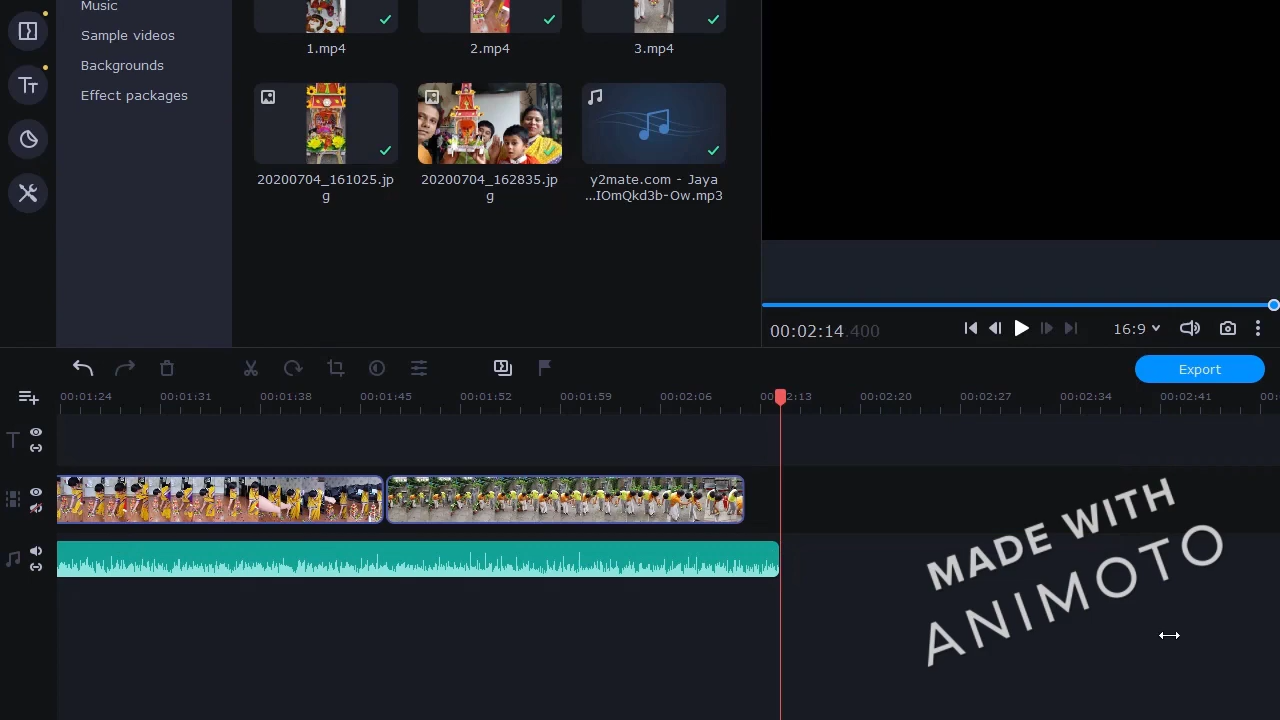 Music
Sample videos
Backgrounds
Effect packages
1.mp4
2.mp4
3.mp4
20200704_161025.jp
g
20200704_162835.jp
g
y2mate.com - Jaya
...IOmQkd3b-Ow.mp3
00:02:14.400
16:9
Export
00:01:24
00:01:31
00:01:38
00:01:45
00:01:52
00:01:59
00:02:06
00:02:13
00:02:20
00:02:27
00:02:34
00:02:41
MADE WITH
ANIMOTO